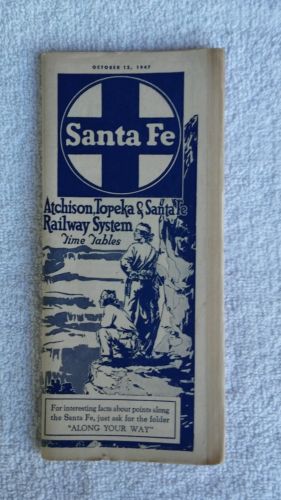 OCTOBER 12, 1947
Santa Fe
Atchison, Topeka & Santa Fe
Railway System
Time Tables
For interesting facts about points along
the Santa Fe, just ask for the folder
"ALONG YOUR WAY"